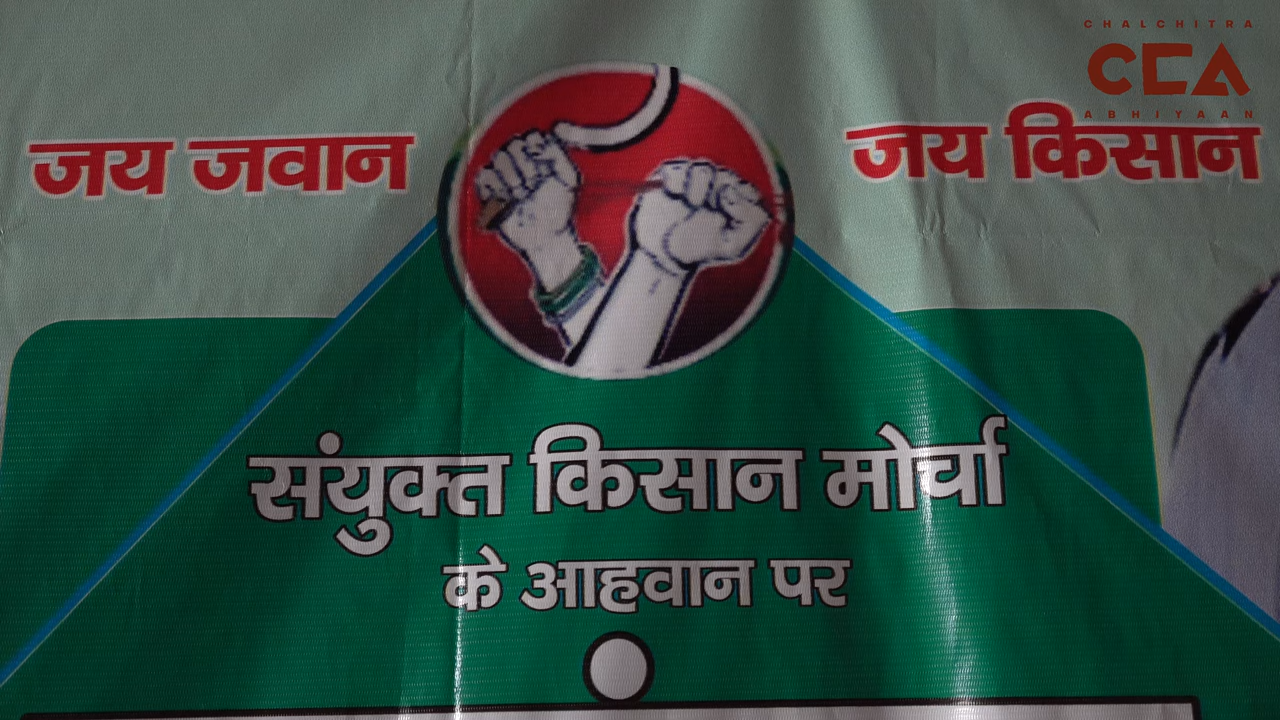 CHALCHITRA
CCA
ABHIYAAN
जय जवान
जय किसान
संयुक्त किसान मोर्चा
के आहवान पर